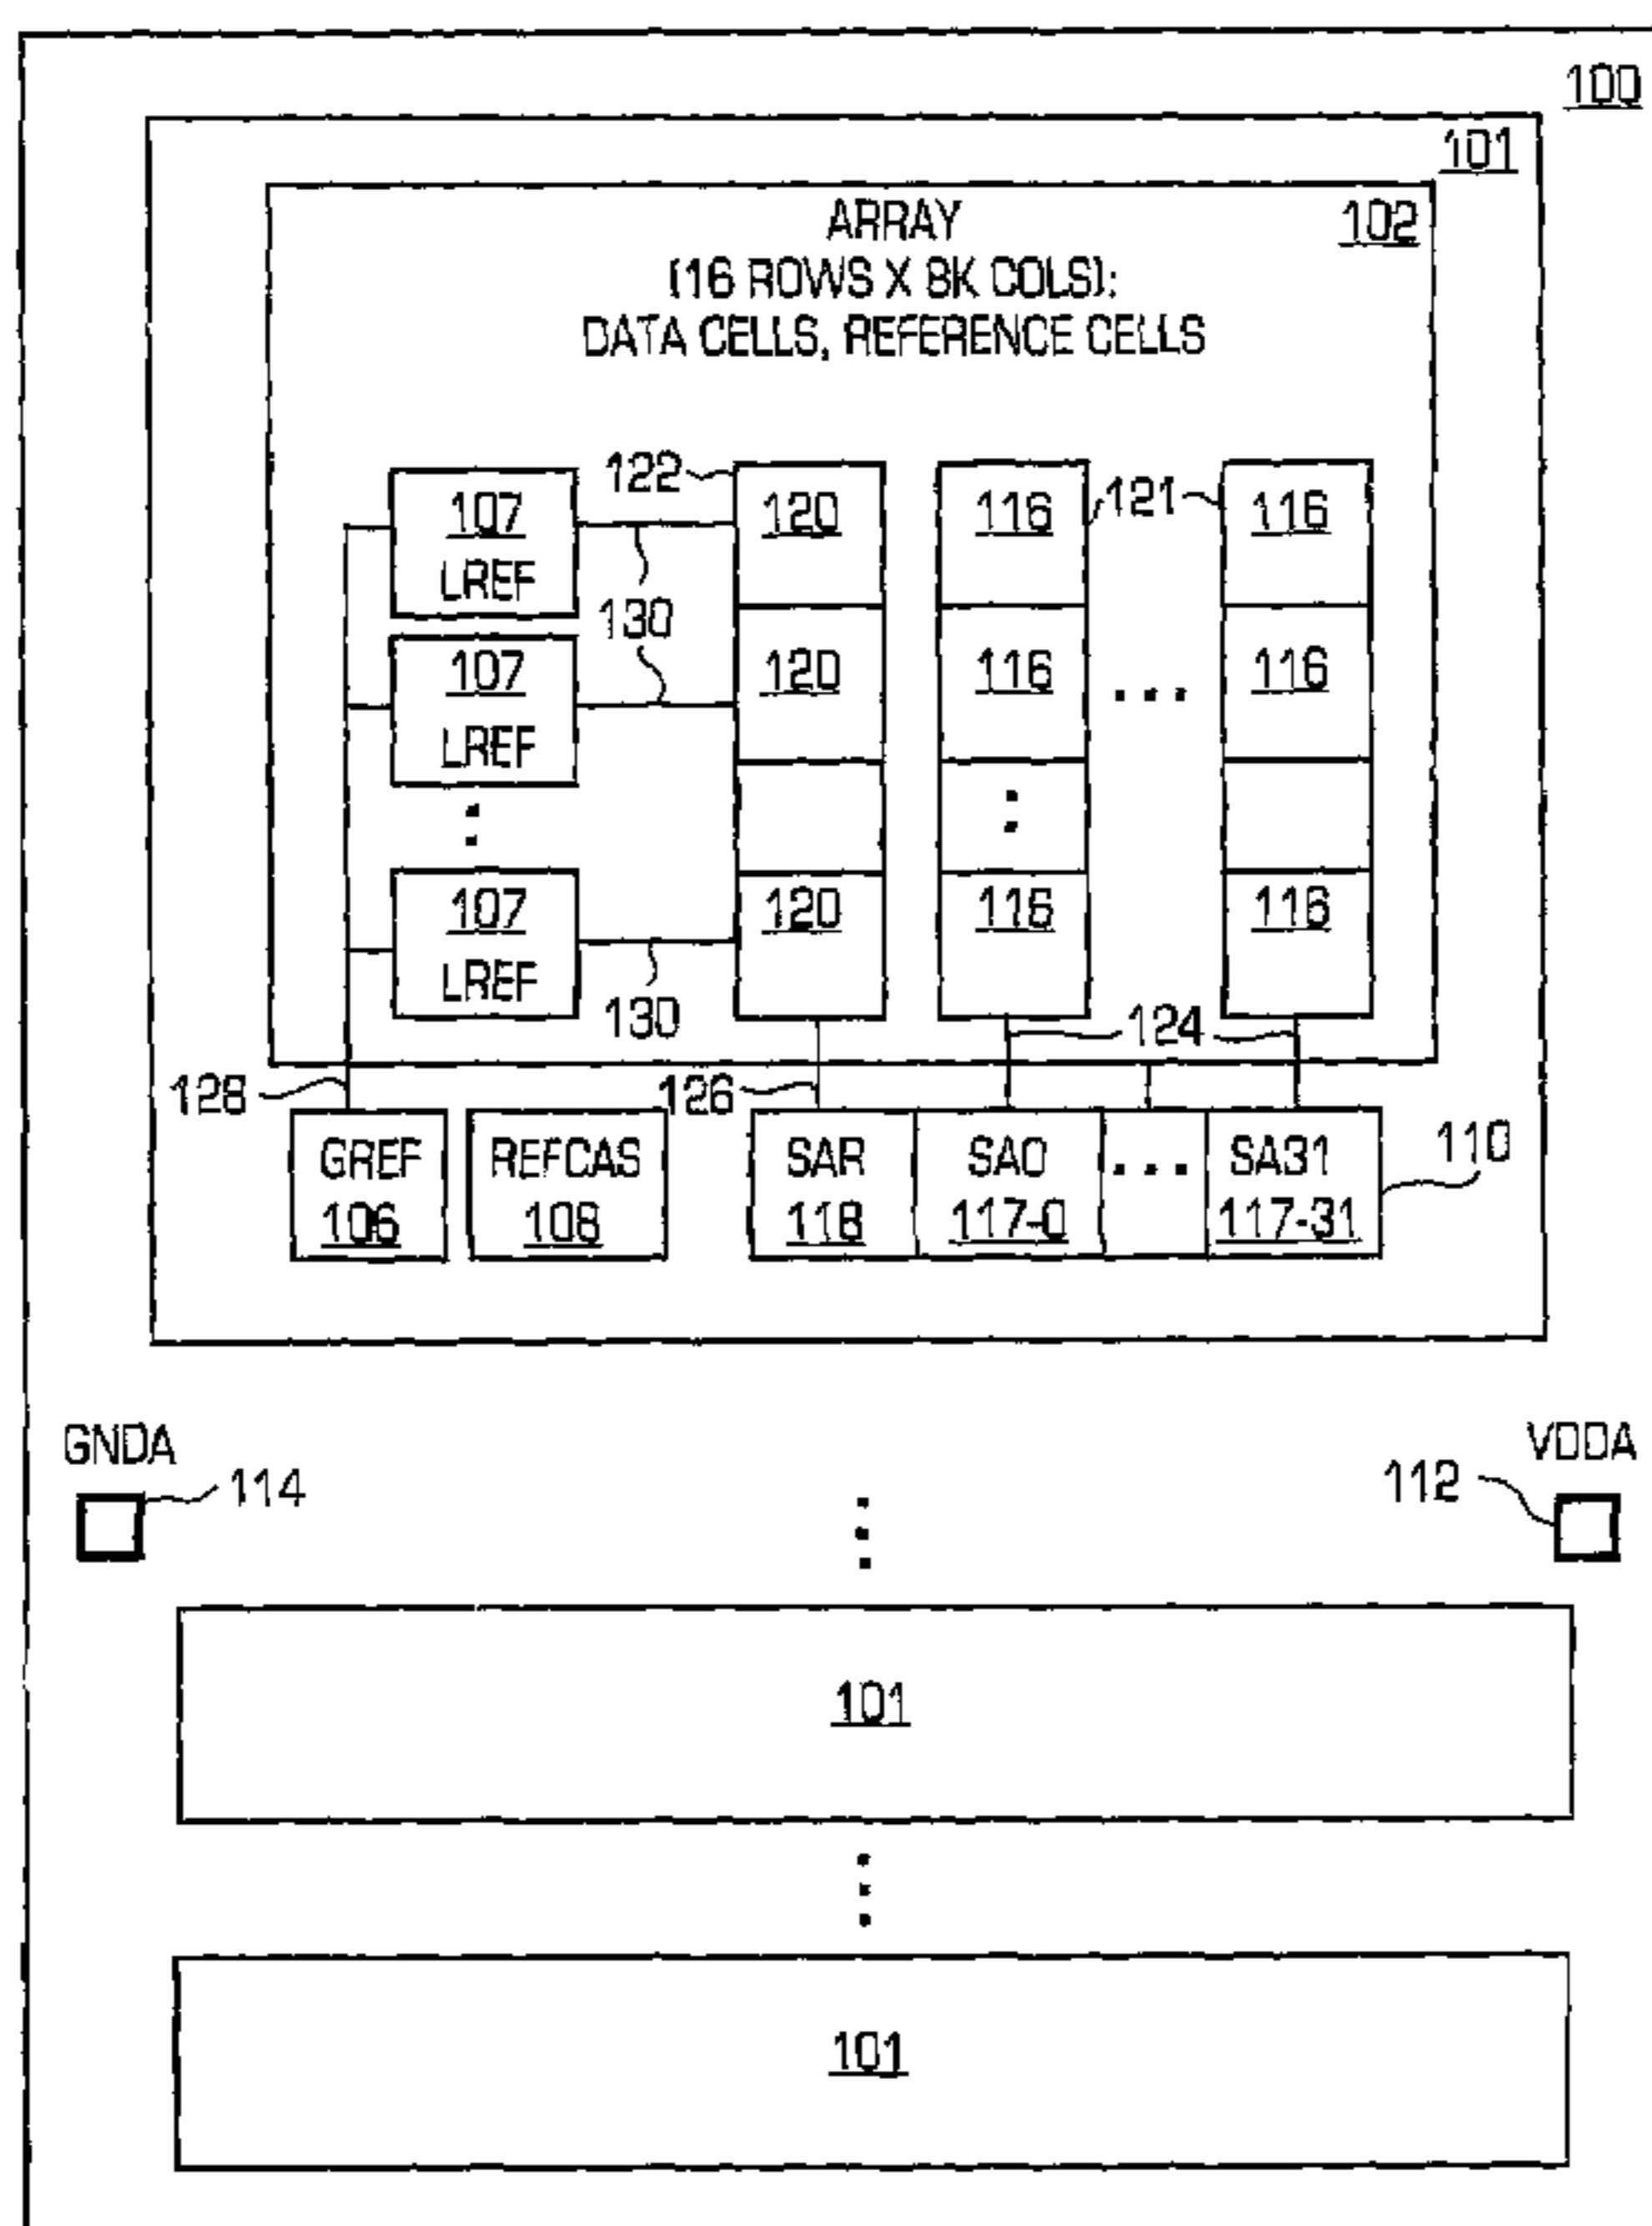 100
101
102
ARRAY
(16 ROWS X 8K COLS):
DATA CELLS, REFERENCE CELLS
122
107
LREF
120
116
121
116
130
107
LREF
120
116
...
116
107
LREF
120
116
116
130
124
128
126
GREF
106
REFCAS
108
SAR
118
SA0
117-0
...
SA31
117-31
110
GNDA
114
VDDA
112
101
101